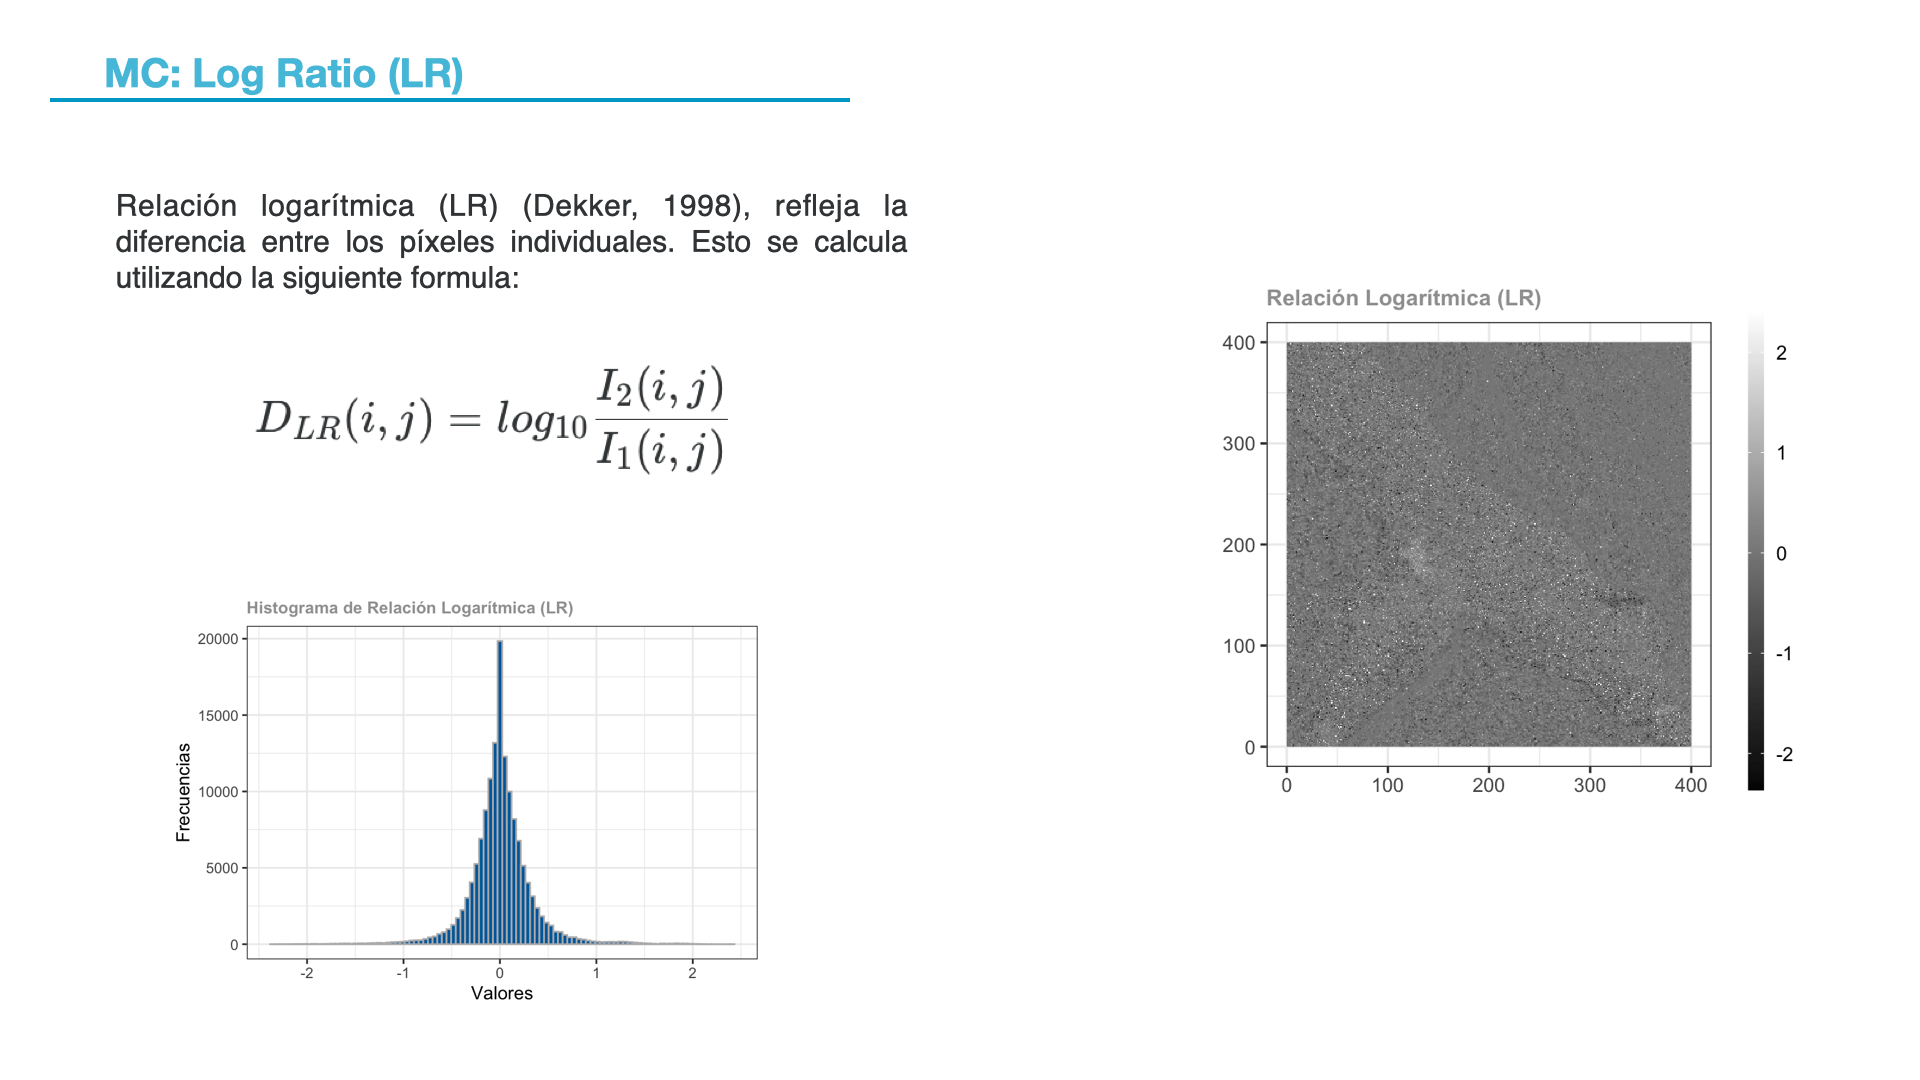 MC: Log Ratio (LR)
Relación logarítmica (LR) (Dekker, 1998), refleja la
diferencia entre los píxeles individuales. Esto se calcula
utilizando la siguiente formula:
D_{LR}(i, j) = log_{10} \frac{I_2(i, j)}{I_1(i, j)}
Histograma de Relación Logarítmica (LR)
20000
15000
10000
5000
0
Frecuencias
-2 -1 0 1 2
Valores
Relación Logarítmica (LR)
400
300
200
100
0
0 100 200 300 400
2
1
0
-1
-2